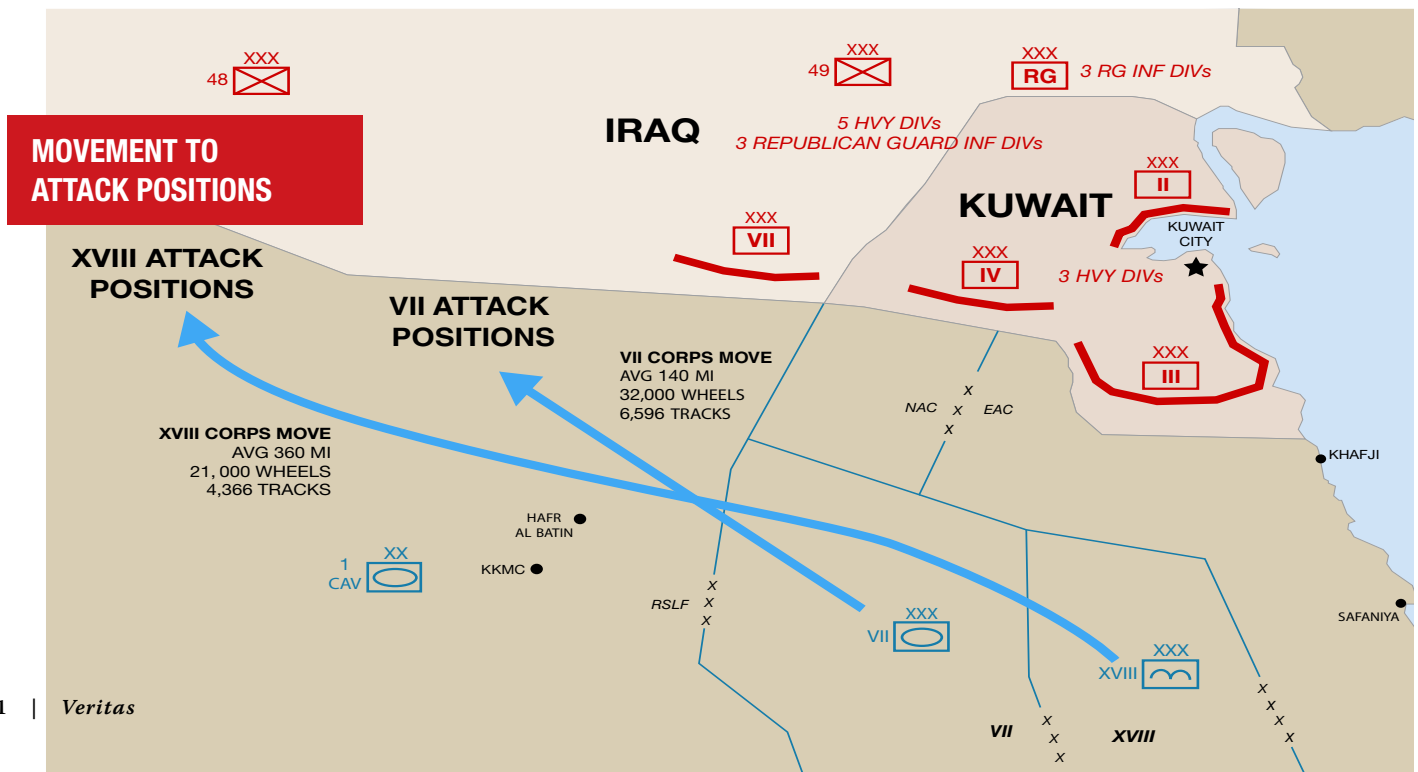 XXX
48
XXX
49
XXX
RG
3 RG INF DIVs
MOVEMENT TO
ATTACK POSITIONS
IRAQ
5 HVY DIVs
3 REPUBLICAN GUARD INF DIVs
XXX
II
KUWAIT
KUWAIT
CITY
XXX
VII
XXX
IV
3 HVY DIVs
XVIII ATTACK
POSITIONS
VII ATTACK
POSITIONS
VII CORPS MOVE
AVG 140 MI
32,000 WHEELS
6,596 TRACKS
XXX
III
NAC
x
x
x
EAC
XVIII CORPS MOVE
AVG 360 MI
21,000 WHEELS
4,366 TRACKS
KHAFJI
HAFR
AL BATIN
KKMC
XX
1
CAV
RSLF
x
x
x
XXX
VII
SAFANIYA
XXX
XVIII
1 | Veritas
VII
x
x
x
XVIII
x
x
x
x